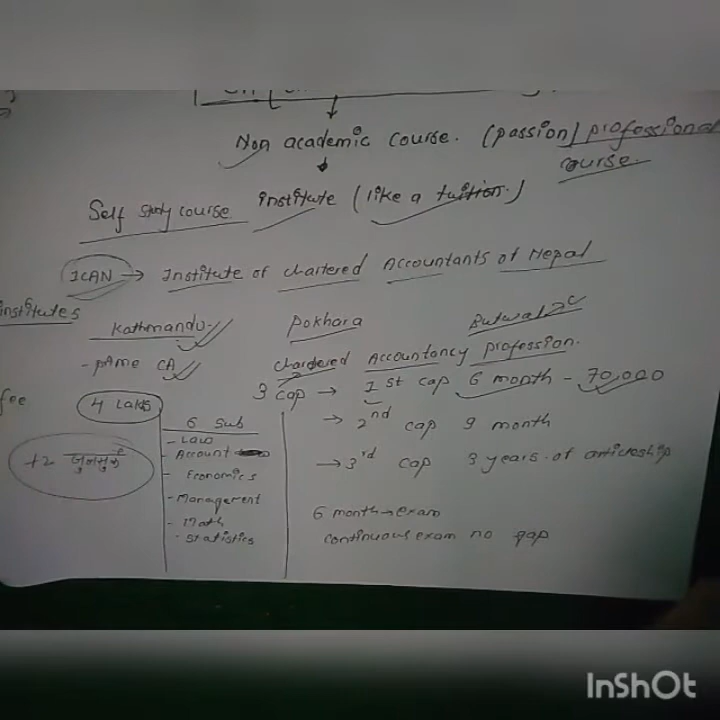 Non academic course. (passion/professional course.
Self study course institute (like a tuition.)
ICAN → Institute of chartered Accountants of Nepal
institutes
Kathmandu. Pokhara Butwal
- PAME CA chartered Accountancy profession.
3 cap → 1st cap 6 month - 70,000
fee
4 Lakhs
→ 2nd cap 9 month
→ 3rd cap 3 years. of articleship
+2 जुनसुकै
6 Sub
- Law
- Account
- Economics
- Management
- Math
. Statistics
6 month → exam
continuous exam no gap
InShOt